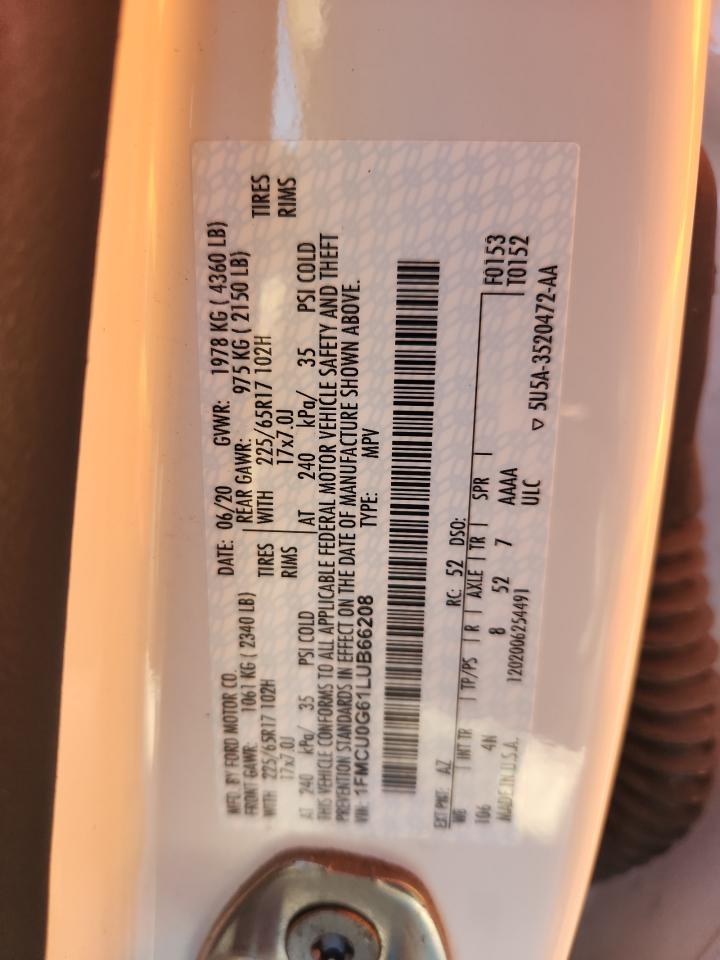 MFD. BY FORD MOTOR CO. DATE: 06/20 GVWR: 1978 KG ( 4360 LB)
FRONT GAWR: 1061 KG ( 2340 LB) REAR GAWR: 975 KG ( 2150 LB)
WITH 225/65R17 102H TIRES WITH 225/65R17 102H TIRES
17x7.0J RIMS 17x7.0J RIMS
AT 240 kPa/ 35 PSI COLD AT 240 kPa/ 35 PSI COLD
THIS VEHICLE CONFORMS TO ALL APPLICABLE FEDERAL MOTOR VEHICLE SAFETY AND THEFT
PREVENTION STANDARDS IN EFFECT ON THE DATE OF MANUFACTURE SHOWN ABOVE.
VIN: 1FMCU0G61LUB66208 TYPE: MPV
EXT PNT: AZ RC: 52 DSO: F0153
WB INT TR TP/PS R AXLE TR SPR T0152
106 4N 8 52 7 AAAA
MADE IN U.S.A. 1202006254491 ULC
▽ 5U5A-3520472-AA